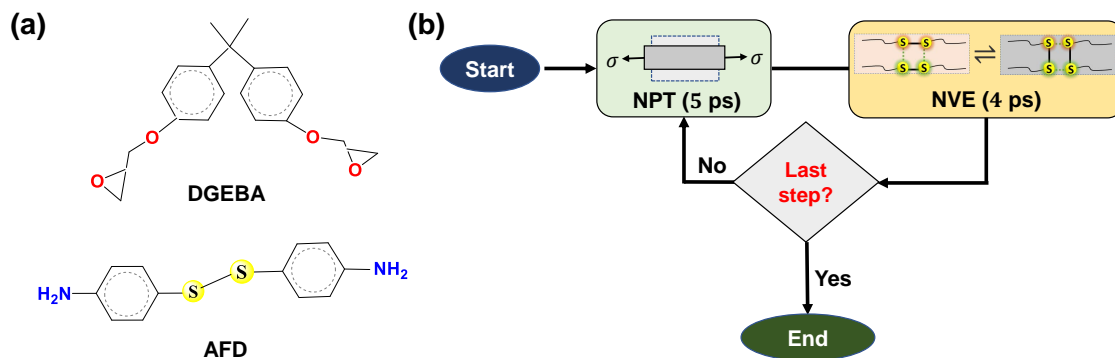 (a)
O
O
O
O
DGEBA
H₂N
S
S
NH₂
AFD
(b)
Start
σ
σ
NPT (5 ps)
S S
S S
⇌
S S
S S
NVE (4 ps)
No
Last
step?
Yes
End